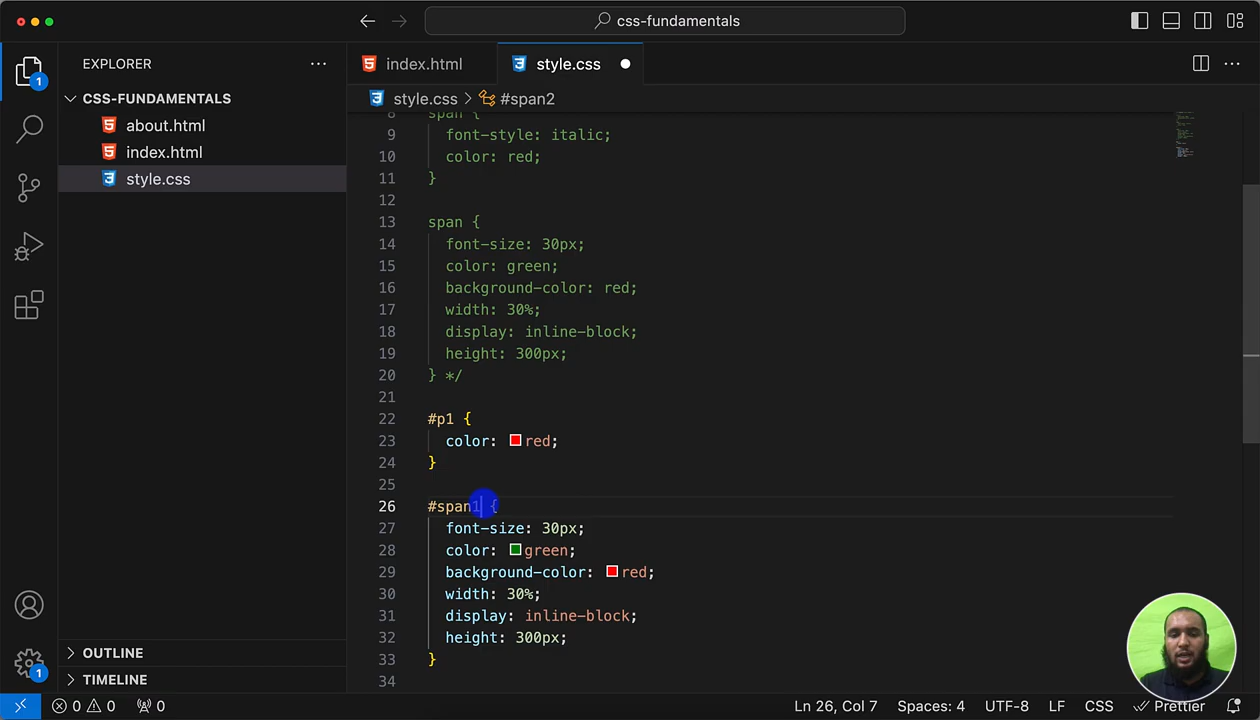 css-fundamentals
EXPLORER
index.html
style.css
CSS-FUNDAMENTALS
style.css > #span2
about.html
index.html
style.css
8 span {
9 font-style: italic;
10 color: red;
11 }
12
13 span {
14 font-size: 30px;
15 color: green;
16 background-color: red;
17 width: 30%;
18 display: inline-block;
19 height: 300px;
20 } */
21
22 #p1 {
23 color: red;
24 }
25
26 #span1 {
27 font-size: 30px;
28 color: green;
29 background-color: red;
30 width: 30%;
31 display: inline-block;
32 height: 300px;
33 }
34
1
1
OUTLINE
TIMELINE
0 0 0
Ln 26, Col 7 Spaces: 4 UTF-8 LF CSS Prettier